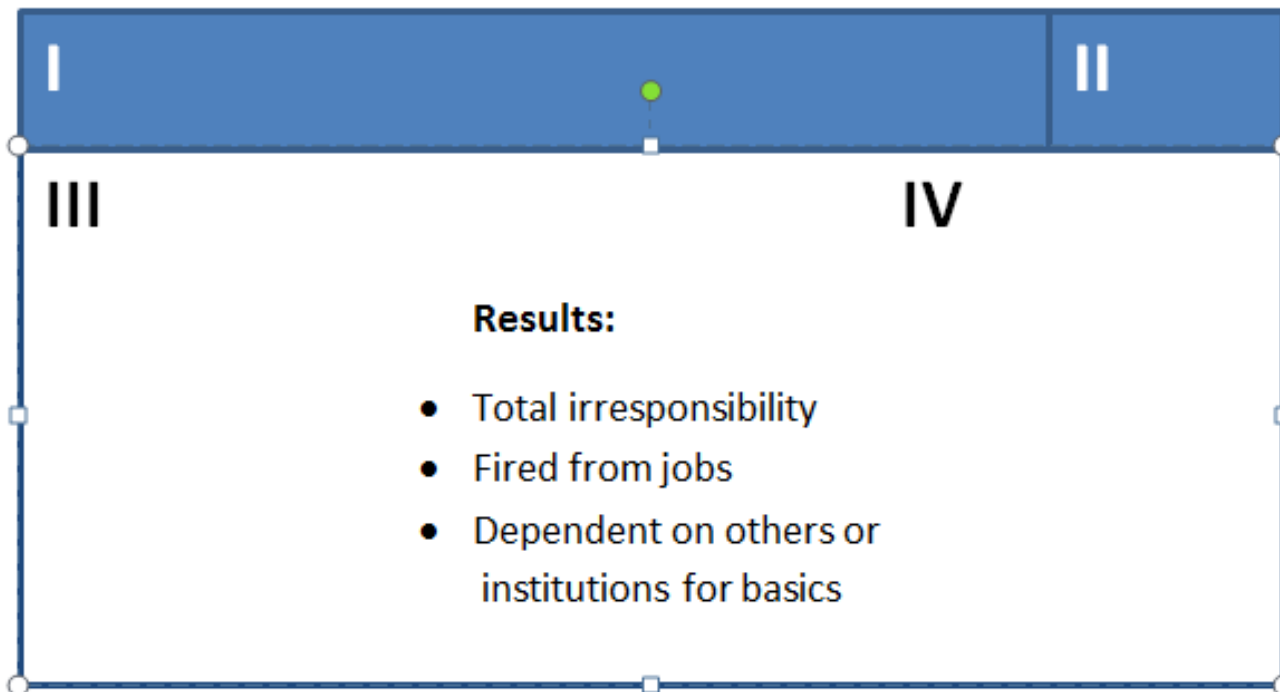 I II
III IV
Results:
• Total irresponsibility
• Fired from jobs
• Dependent on others or
institutions for basics